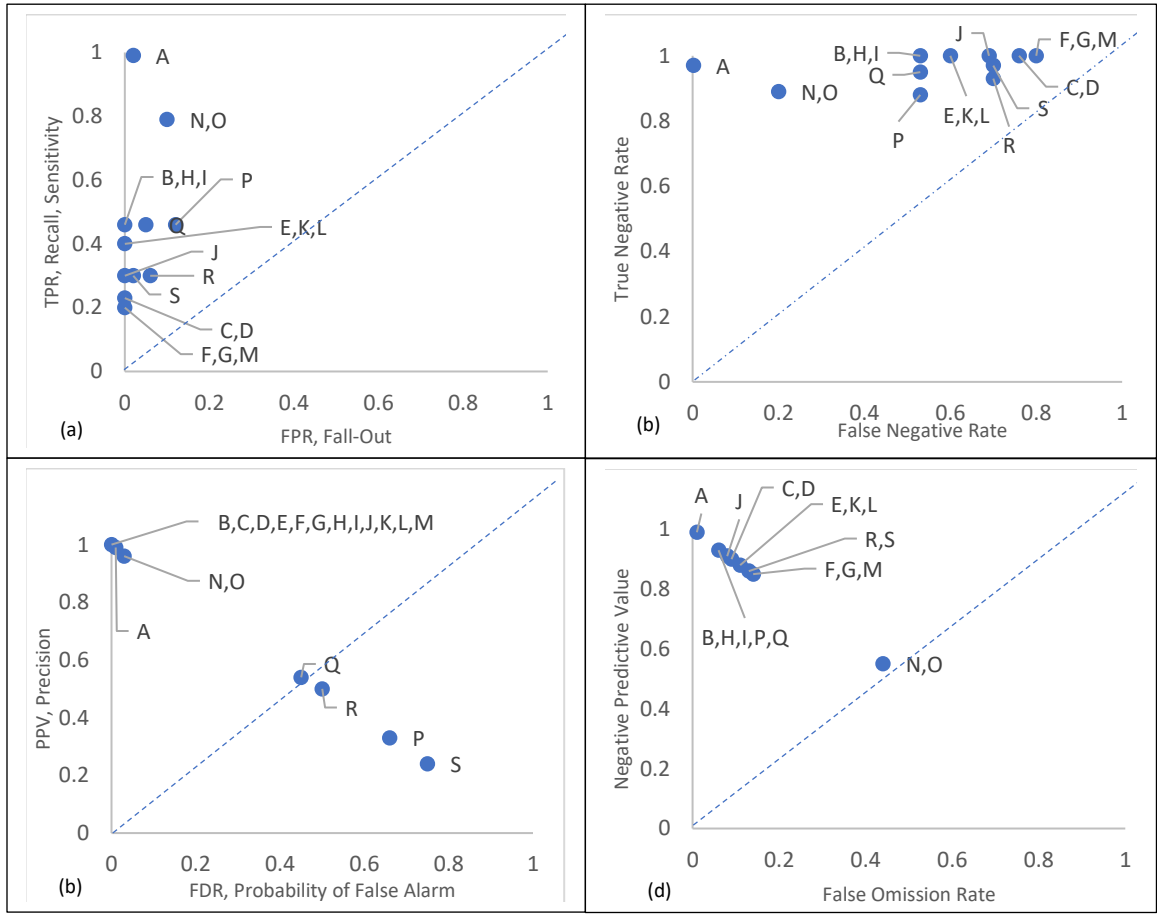 1
0.8
0.6
0.4
0.2
0
TPR, Recall, Sensitivity
A
N,O
B,H,I
P
Q
E,K,L
J
R
S
C,D
F,G,M
0 0.2 0.4 0.6 0.8 1
FPR, Fall-Out
(a)
1
0.8
0.6
0.4
0.2
0
True Negative Rate
A
N,O
B,H,I
Q
P
J
E,K,L
F,G,M
C,D
S
R
0 0.2 0.4 0.6 0.8 1
False Negative Rate
(b)
1
0.8
0.6
0.4
0.2
0
PPV, Precision
B,C,D,E,F,G,H,I,J,K,L,M
N,O
A
Q
R
P
S
0 0.2 0.4 0.6 0.8 1
FDR, Probability of False Alarm
(b)
1
0.8
0.6
0.4
0.2
0
Negative Predictive Value
A
J
C,D
E,K,L
R,S
F,G,M
B,H,I,P,Q
N,O
0 0.2 0.4 0.6 0.8 1
False Omission Rate
(d)